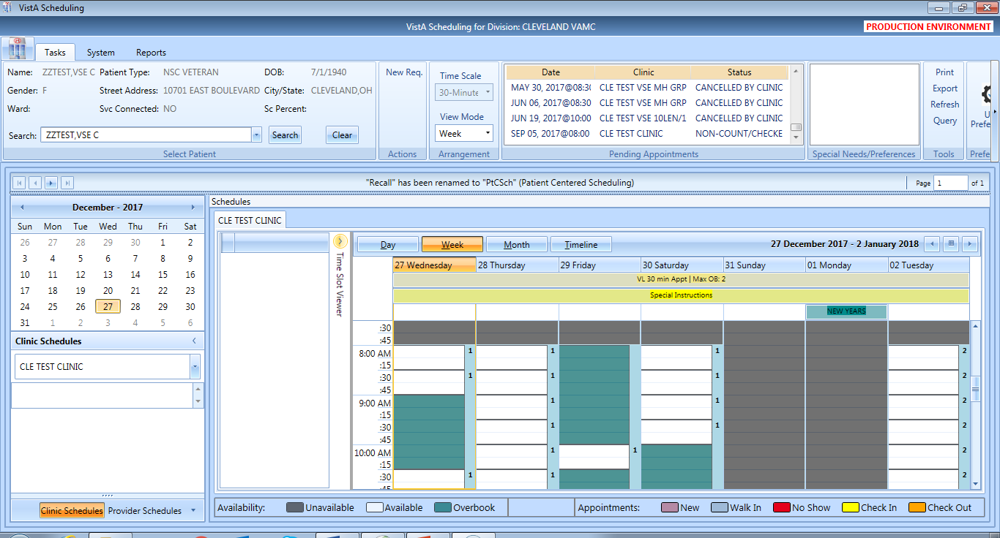 VistA Scheduling
VistA Scheduling for Division: CLEVELAND VAMC
PRODUCTION ENVIRONMENT
Tasks System Reports
Name: ZZTEST,VSE C Patient Type: NSC VETERAN DOB: 7/1/1940
Gender: F Street Address: 10701 EAST BOULEVARD City/State: CLEVELAND,OH
Ward: Svc Connected: NO Sc Percent:
Search: ZZTEST,VSE C Search Clear
Select Patient
New Req.
Actions
Time Scale
30-Minute
View Mode
Week
Arrangement
Date Clinic Status
MAY 30, 2017@08:30 CLE TEST VSE MH GRP CANCELLED BY CLINIC
JUN 06, 2017@08:30 CLE TEST VSE MH GRP CANCELLED BY CLINIC
JUN 19, 2017@10:00 CLE TEST VSE 10LEN/1 CANCELLED BY CLINIC
SEP 05, 2017@08:00 CLE TEST CLINIC NON-COUNT/CHECKE
Pending Appointments
Special Needs/Preferences
Print
Export
Refresh
Query
Tools
U
Prefe
Prefe
"Recall" has been renamed to "PtCSch" (Patient Centered Scheduling)
Page 1 of 1
December - 2017
Sun Mon Tue Wed Thu Fri Sat
26 27 28 29 30 1 2
3 4 5 6 7 8 9
10 11 12 13 14 15 16
17 18 19 20 21 22 23
24 25 26 27 28 29 30
31 1 2 3 4 5 6
Clinic Schedules
CLE TEST CLINIC
Clinic Schedules Provider Schedules
Schedules
CLE TEST CLINIC
Time Slot Viewer
Day Week Month Timeline
27 December 2017 - 2 January 2018
27 Wednesday 28 Thursday 29 Friday 30 Saturday 31 Sunday 01 Monday 02 Tuesday
VL 30 min Appt | Max OB: 2
Special Instructions
NEW YEARS
:30
:45
8:00 AM 1 1 1 2
:15
:30 1 1 1 2
:45
9:00 AM 1 1 2
:15
:30 1 1 2
:45
10:00 AM 1 1 2
:15
:30 1 1 2
:45
Availability: Unavailable Available Overbook
Appointments: New Walk In No Show Check In Check Out